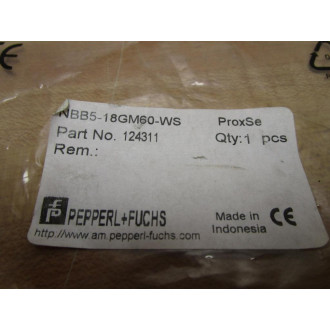 NBB5-18GM60-WS ProxSe
Part No. 124311 Qty: 1 pcs
Rem.:
PEPPERL+FUCHS Made in
http://www.am.pepperl-fuchs.com Indonesia